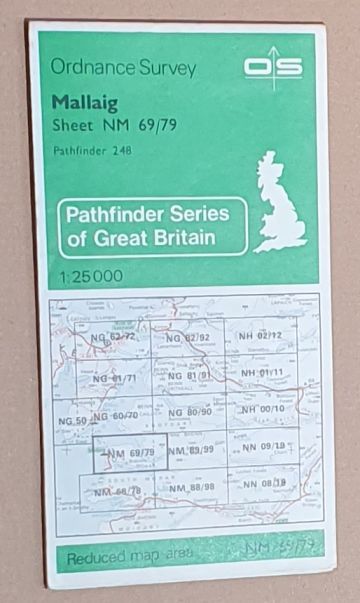 Ordnance Survey
OS
Mallaig
Sheet NM 69/79
Pathfinder 248
Pathfinder Series
of Great Britain
1:25 000
NG 62/72 NG 82/92 NH 02/12
NG 61/71 NG 81/91 NH 01/11
NG 50 NG 60/70 NG 80/90 NH 00/10
NM 69/79 NM 89/99 NN 09/19
NM 68/78 NM 88/98 NN 08/18
Reduced map area NM 69/79